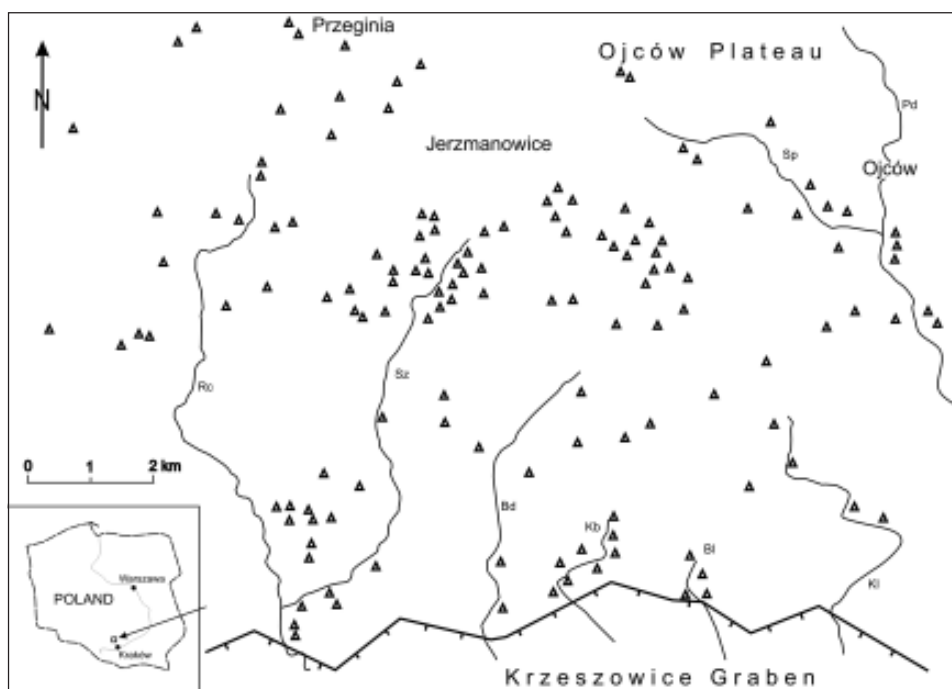 Przeginia
Ojców Plateau
N
Pd
Jerzmanowice
Sp
Ojców
Rc
Sz
0 1 2 km
Bd
Kb
Bl
Kl
Warszawa
POLAND
Kraków
Krzeszowice Graben